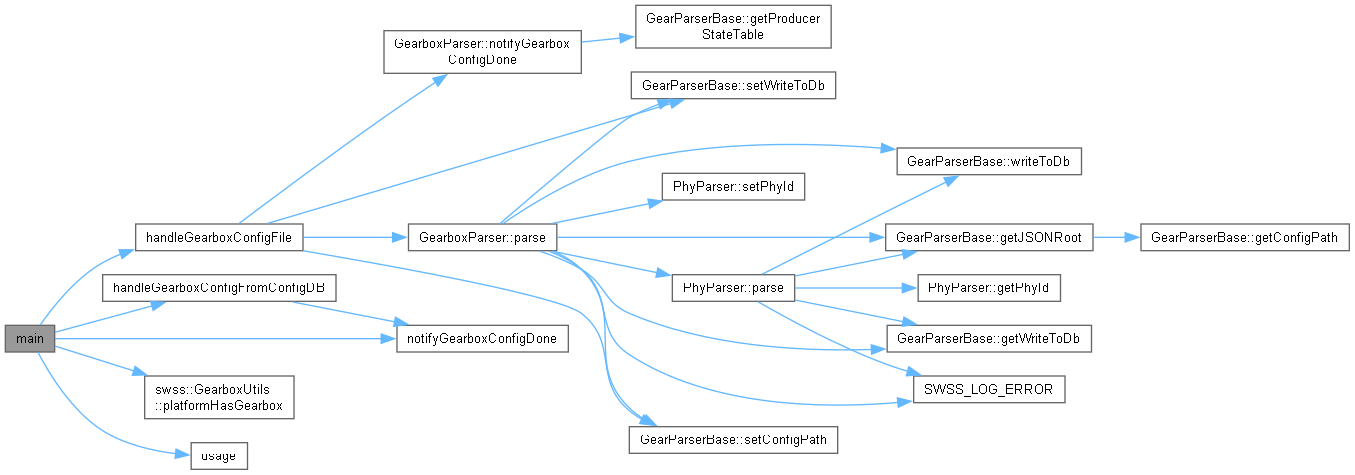 GearParserBase::getProducer
StateTable
GearboxParser::notifyGearbox
ConfigDone
GearParserBase::setWriteToDb
GearParserBase::writeToDb
PhyParser::setPhyId
handleGearboxConfigFile
GearboxParser::parse
GearParserBase::getJSONRoot
GearParserBase::getConfigPath
handleGearboxConfigFromConfigDB
PhyParser::parse
PhyParser::getPhyId
main
notifyGearboxConfigDone
GearParserBase::getWriteToDb
swss::GearboxUtils
::platformHasGearbox
SWSS_LOG_ERROR
GearParserBase::setConfigPath
usage